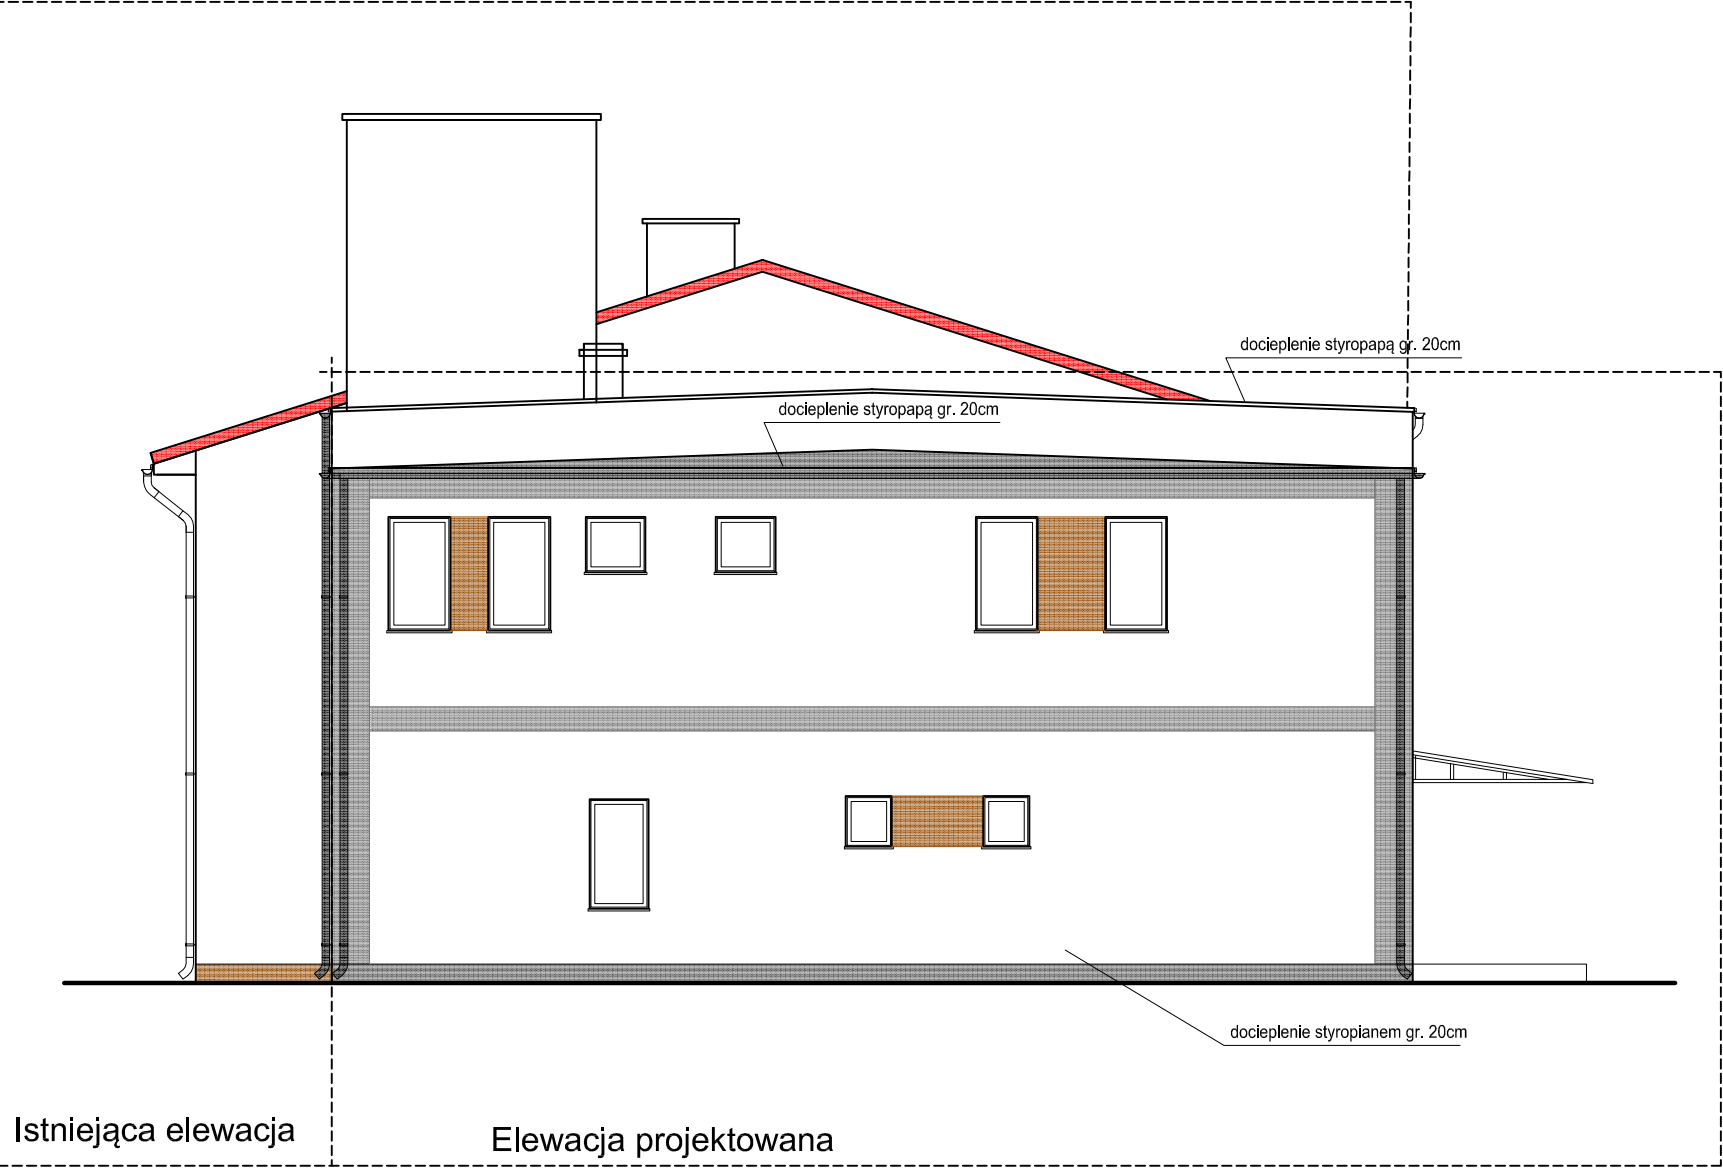 docieplenie styropapą gr. 20cm
docieplenie styropapą gr. 20cm
docieplenie styropianem gr. 20cm
Istniejąca elewacja
Elewacja projektowana